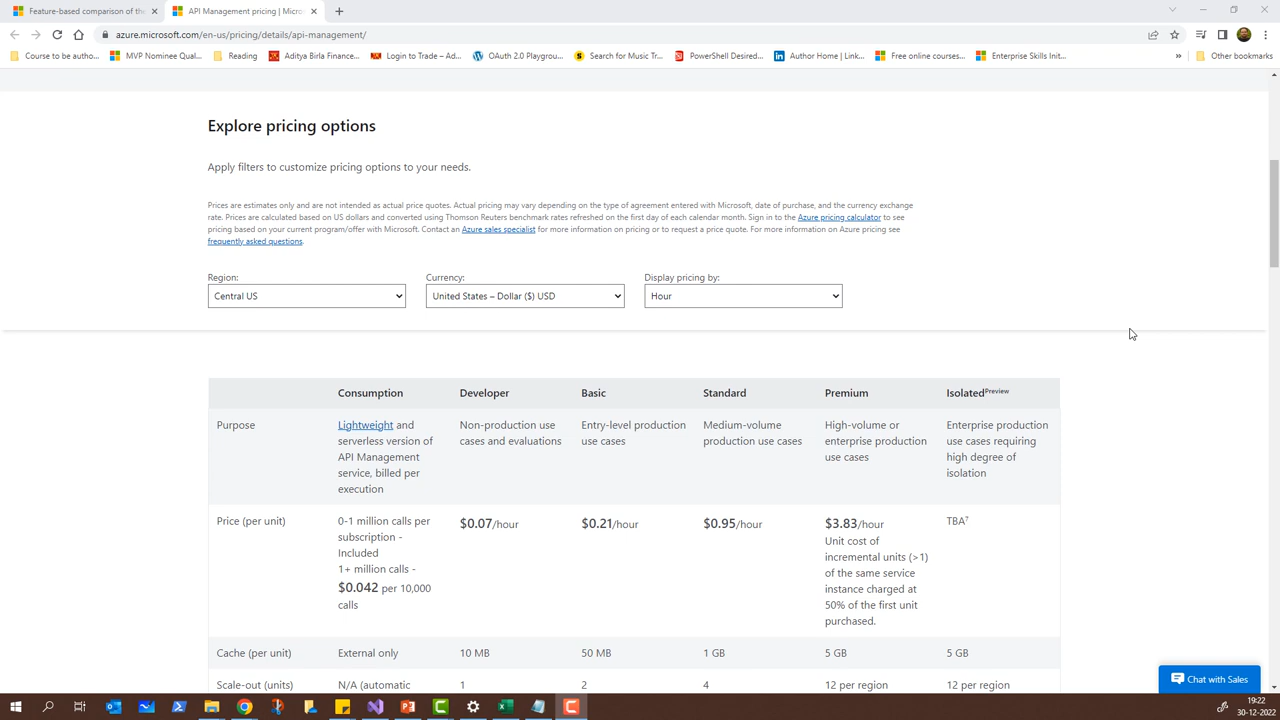 Feature-based comparison of the
API Management pricing | Micro
azure.microsoft.com/en-us/pricing/details/api-management/
Course to be autho...
MVP Nominee Qual...
Reading
Aditya Birla Finance...
Login to Trade – Ad...
OAuth 2.0 Playgrou...
Search for Music Tr...
PowerShell Desired...
Author Home | Link...
Free online courses...
Enterprise Skills Init...
»
Other bookmarks
Explore pricing options
Apply filters to customize pricing options to your needs.
Prices are estimates only and are not intended as actual price quotes. Actual pricing may vary depending on the type of agreement entered with Microsoft, date of purchase, and the currency exchange
rate. Prices are calculated based on US dollars and converted using Thomson Reuters benchmark rates refreshed on the first day of each calendar month. Sign in to the Azure pricing calculator to see
pricing based on your current program/offer with Microsoft. Contact an Azure sales specialist for more information on pricing or to request a price quote. For more information on Azure pricing see
frequently asked questions.
Region:
Central US
Currency:
United States – Dollar ($) USD
Display pricing by:
Hour
Consumption
Developer
Basic
Standard
Premium
Isolated Preview
Purpose
Lightweight and
serverless version of
API Management
service, billed per
execution
Non-production use
cases and evaluations
Entry-level production
use cases
Medium-volume
production use cases
High-volume or
enterprise production
use cases
Enterprise production
use cases requiring
high degree of
isolation
Price (per unit)
0-1 million calls per
subscription -
Included
1+ million calls -
$0.042 per 10,000
calls
$0.07/hour
$0.21/hour
$0.95/hour
$3.83/hour
Unit cost of
incremental units (>1)
of the same service
instance charged at
50% of the first unit
purchased.
TBA7
Cache (per unit)
External only
10 MB
50 MB
1 GB
5 GB
5 GB
Scale-out (units)
N/A (automatic
1
2
4
12 per region
12 per region
Chat with Sales
19:22
30-12-2022